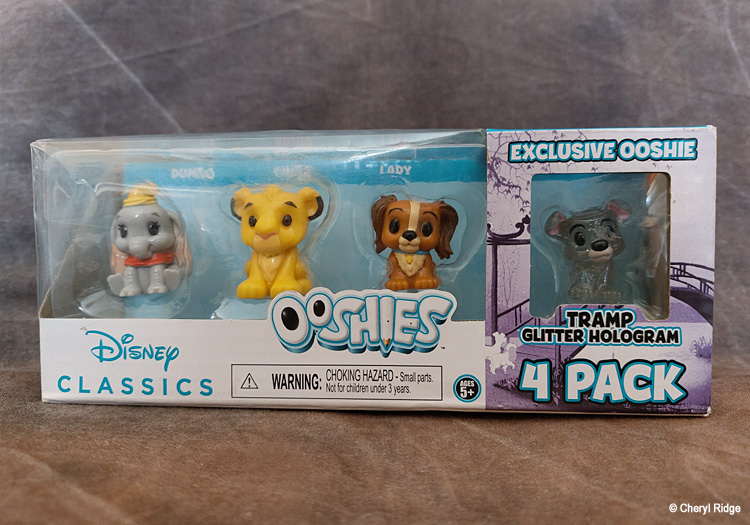 DUMBO
LADY
EXCLUSIVE OOSHIE
OOSHIES
TRAMP
GLITTER HOLOGRAM
4 PACK
Disney
CLASSICS
WARNING: CHOKING HAZARD - Small parts.
Not for children under 3 years.
AGES
5+
© Cheryl Ridge